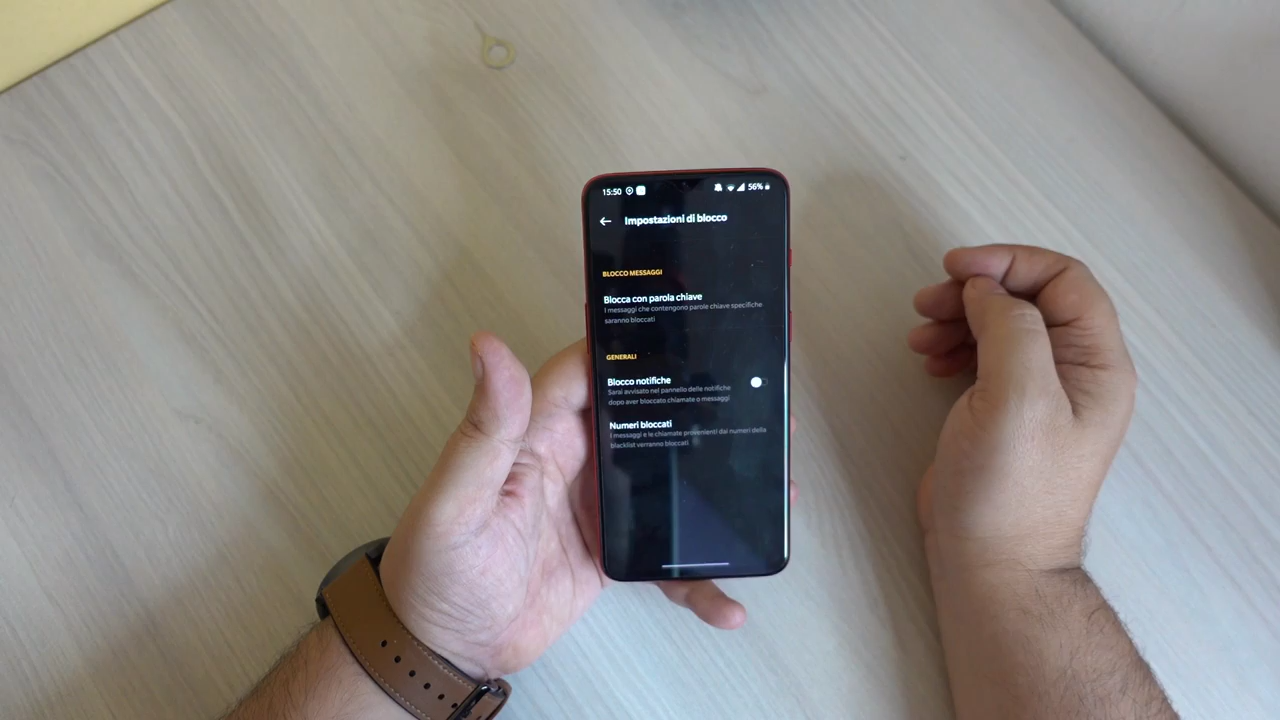 15:50
56%
Impostazioni di blocco
BLOCCO MESSAGGI
Blocca con parola chiave
I messaggi che contengono parole chiave specifiche
saranno bloccati
GENERALI
Blocco notifiche
Sarai avvisato nel pannello delle notifiche
dopo aver bloccato chiamate o messaggi
Numeri bloccati
I messaggi e le chiamate provenienti dai numeri della
blacklist verranno bloccati